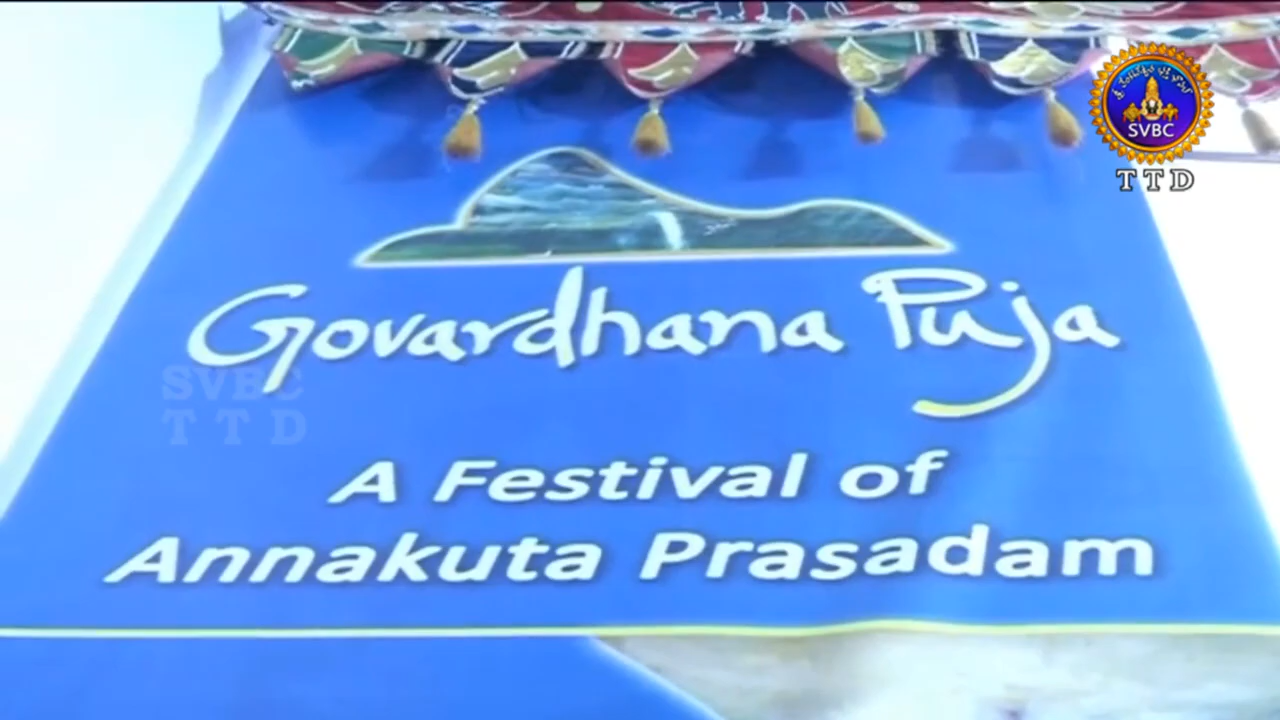 SVBC
TTD
Govardhana Puja
SVBC
TTD
A Festival of
Annakuta Prasadam